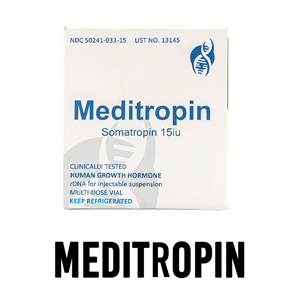 NDC 50241-033-15 LIST NO. 13145
Meditropin
Somatropin 15iu
CLINICALLY TESTED
HUMAN GROWTH HORMONE
rDNA for injectable suspension
MULTI-DOSE VIAL
KEEP REFRIGERATED
MEDITROPIN